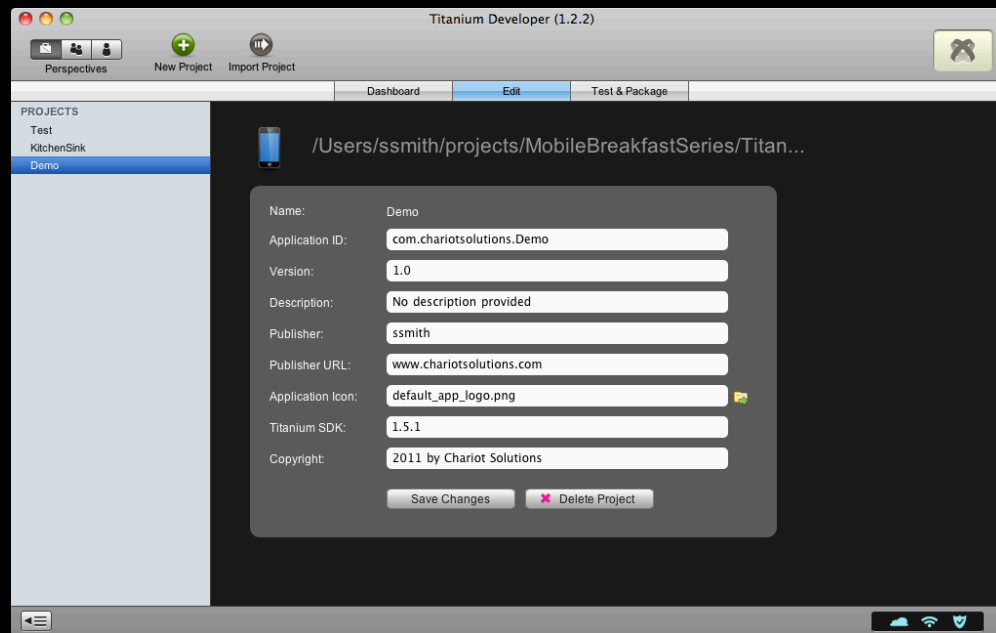 Titanium Developer (1.2.2)
Perspectives
New Project
Import Project
Dashboard
Edit
Test & Package
PROJECTS
Test
KitchenSink
Demo
/Users/ssmith/projects/MobileBreakfastSeries/Titan...
Name: Demo
Application ID: com.chariotsolutions.Demo
Version: 1.0
Description: No description provided
Publisher: ssmith
Publisher URL: www.chariotsolutions.com
Application Icon: default_app_logo.png
Titanium SDK: 1.5.1
Copyright: 2011 by Chariot Solutions
Save Changes
Delete Project